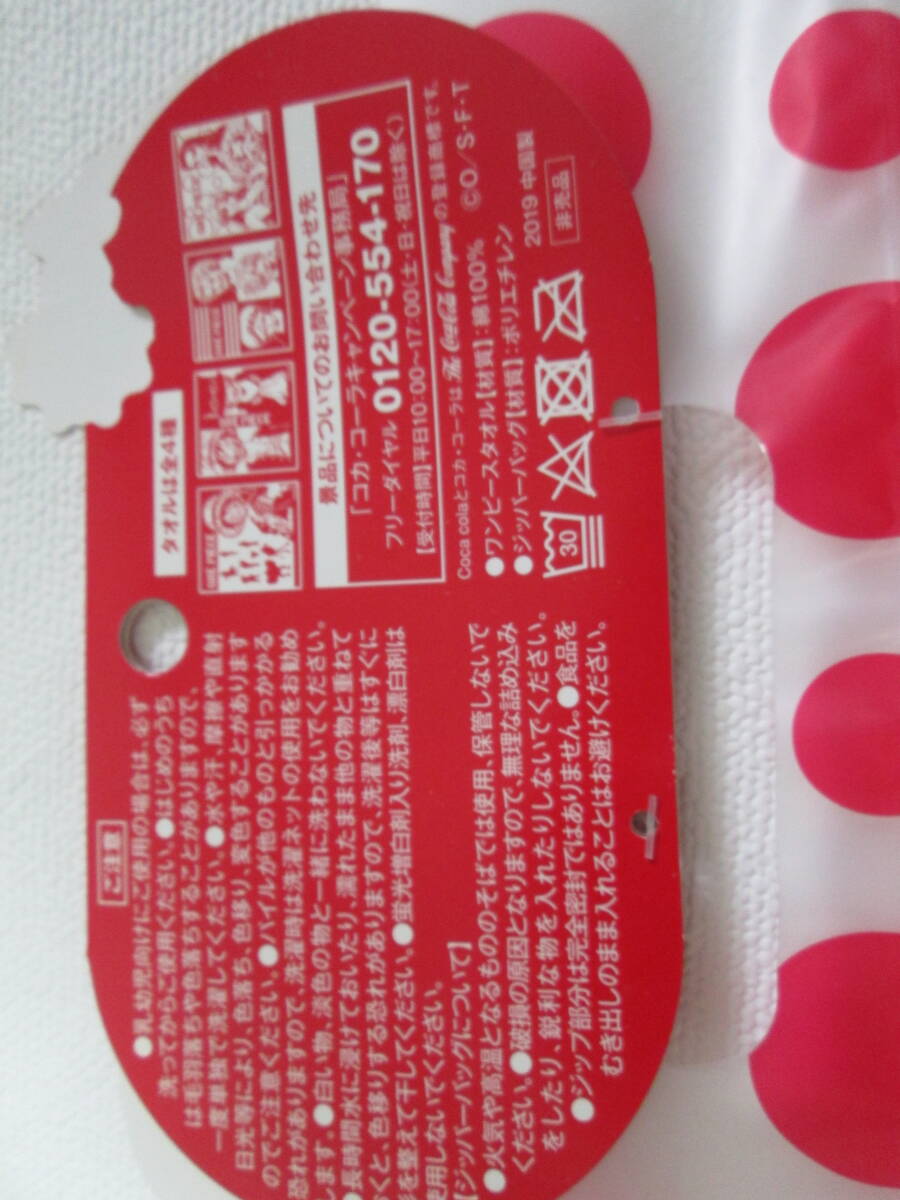 ご注意
●乳幼児向けにご使用の場合は、必ず
洗ってからご使用ください。●はじめのうち
は毛羽落ちや色落ちすることがありますので、
一度単独で洗濯してください。●水や汗、摩擦や直射
日光等により、色落ち、色移り、変色することがあります
のでご注意ください。●パイルが他のものと引っかかる
恐れがありますので、洗濯時は洗濯ネットの使用をお勧め
します。●白い物、淡色の物と一緒に洗わないでください。
●長時間水に浸けておいたり、濡れたまま他の物と重ねて
おくと、色移りする恐れがありますので、洗濯後等はすぐに
形を整えて干してください。●蛍光増白剤入り洗剤、漂白剤は
使用しないでください。
【ジッパーバッグについて】
●火気や高温となるもののそばでは使用、保管しないで
ください。●破損の原因となりますので、無理な詰め込み
をしたり、鋭利な物を入れたりしないでください。
●ジップ部分は完全密封ではありません。●食品を
むき出しのまま入れることはお避けください。
タオルは全4種
ONE PIECE
景品についてのお問い合わせ先
「コカ・コーラキャンペーン事務局」
フリーダイヤル 0120-554-170
【受付時間】平日10:00〜17:00(土・日・祝日は除く)
Coca colaとコカ・コーラは The Coca-Cola Company の登録商標です。
●ワンピースタオル【材質】:綿100% ©O/S・F・T
●ジッパーバッグ【材質】:ポリエチレン
30
2019 中国製
非売品